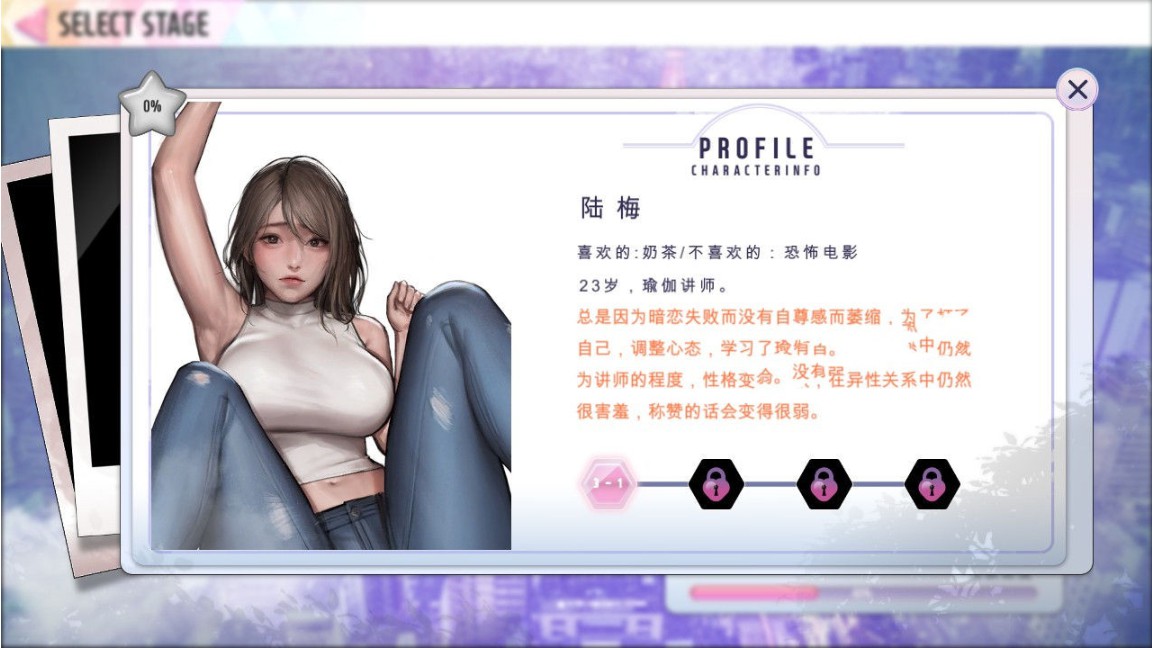 SELECT STAGE
0%
PROFILE
CHARACTERINFO
陆梅
喜欢的:奶茶/不喜欢的：恐怖电影
23岁，瑜伽讲师。
总是因为暗恋失败而没有自尊感而萎缩，为了
自己，调整心态，学习了 中仍然
为讲师的程度，性格变 没有 在异性关系中仍然
很害羞，称赞的话会变得很弱。
3-1